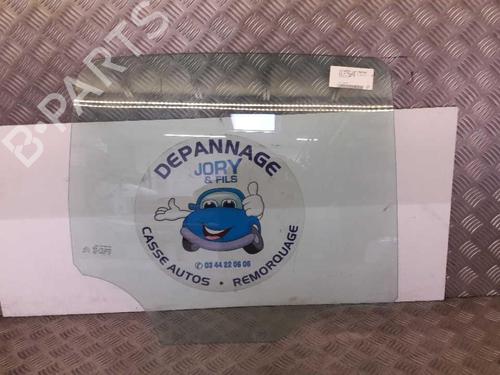 B-PARTS
DEPANNAGE
JORY
& FILS
CASSE AUTOS • REMORQUAGE
✆ 03 44 22 06 06